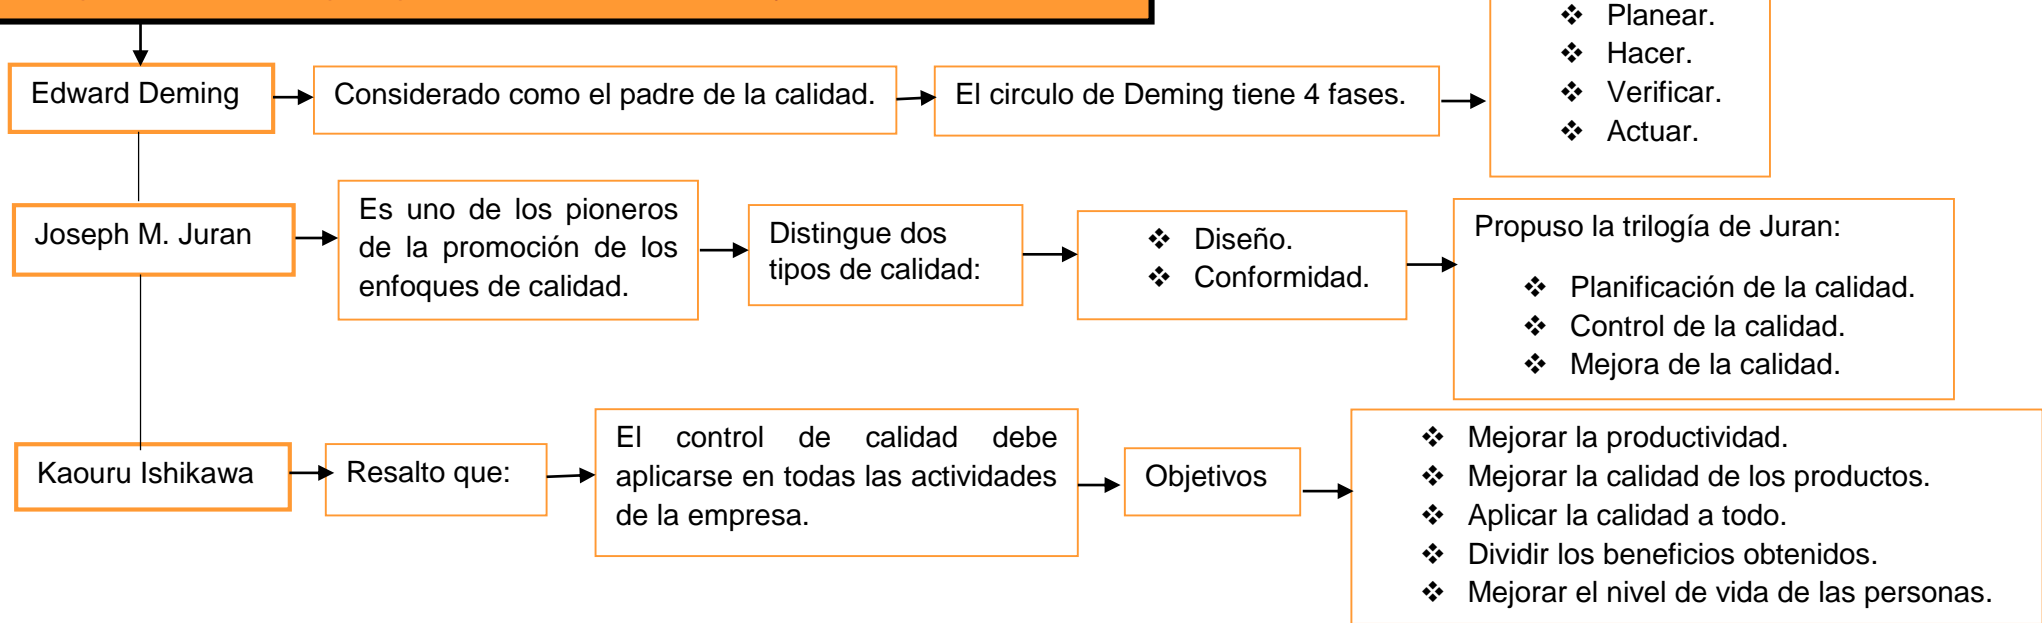 Edward Deming
Considerado como el padre de la calidad.
El circulo de Deming tiene 4 fases.
❖ Planear.
❖ Hacer.
❖ Verificar.
❖ Actuar.
Joseph M. Juran
Es uno de los pioneros
de la promoción de los
enfoques de calidad.
Distingue dos
tipos de calidad:
❖ Diseño.
❖ Conformidad.
Propuso la trilogía de Juran:
❖ Planificación de la calidad.
❖ Control de la calidad.
❖ Mejora de la calidad.
Kaouru Ishikawa
Resalto que:
El control de calidad debe
aplicarse en todas las actividades
de la empresa.
Objetivos
❖ Mejorar la productividad.
❖ Mejorar la calidad de los productos.
❖ Aplicar la calidad a todo.
❖ Dividir los beneficios obtenidos.
❖ Mejorar el nivel de vida de las personas.